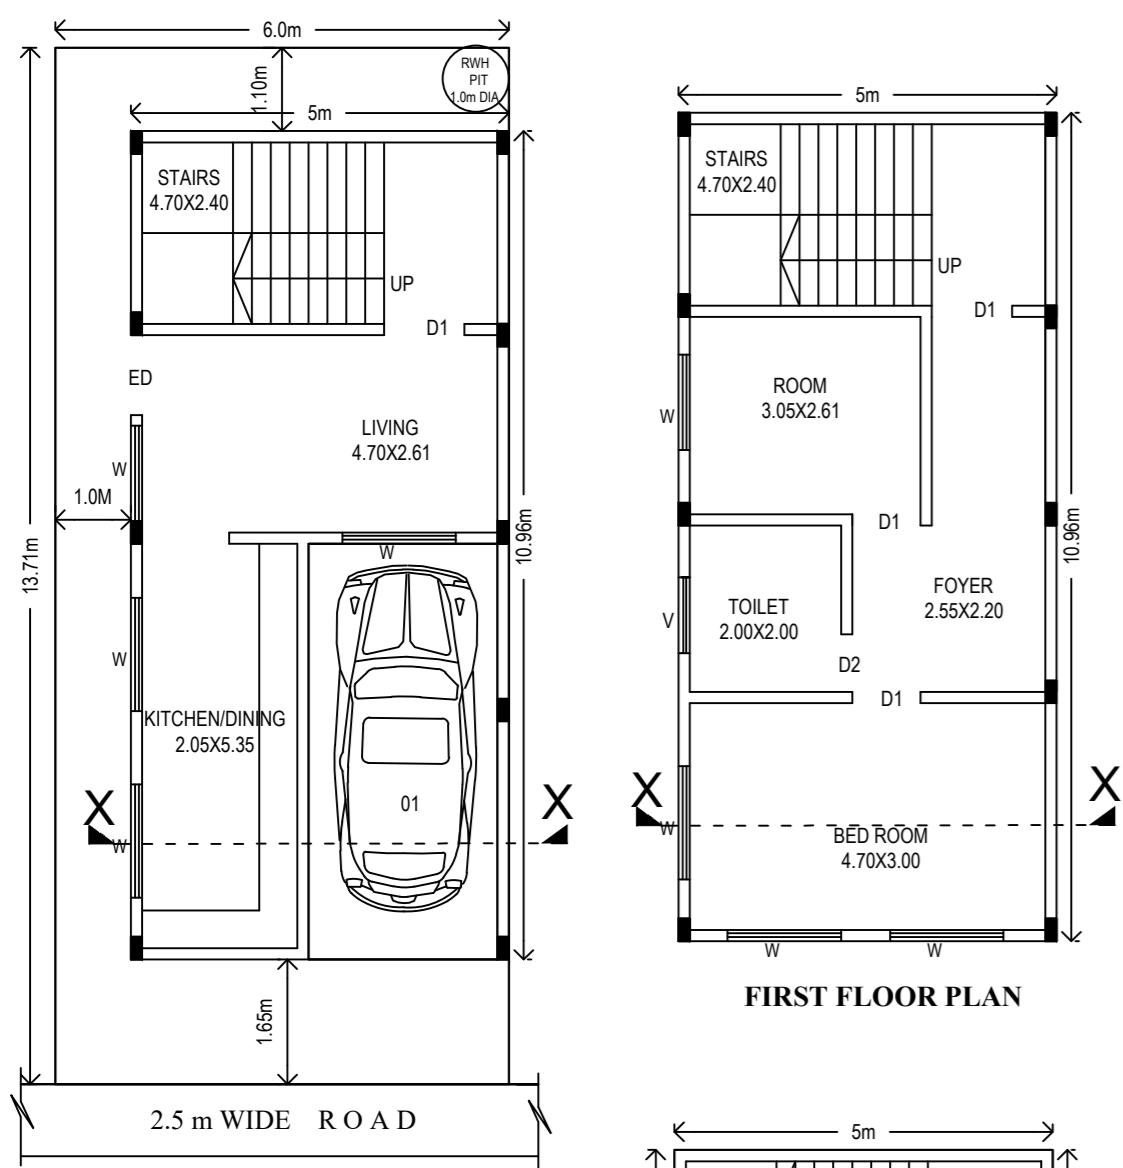 6.0m
RWH
PIT
1.0m DIA
1.10m
5m
STAIRS
4.70X2.40
UP
D1
ED
LIVING
4.70X2.61
W
1.0M
13.71m
10.96m
W
W
KITCHEN/DINING
2.05X5.35
01
X
X
W
1.65m
2.5 m WIDE R O A D
5m
STAIRS
4.70X2.40
UP
D1
ROOM
3.05X2.61
W
D1
10.96m
FOYER
2.55X2.20
TOILET
2.00X2.00
V
D2
D1
X
X
W
BED ROOM
4.70X3.00
W
W
FIRST FLOOR PLAN
5m